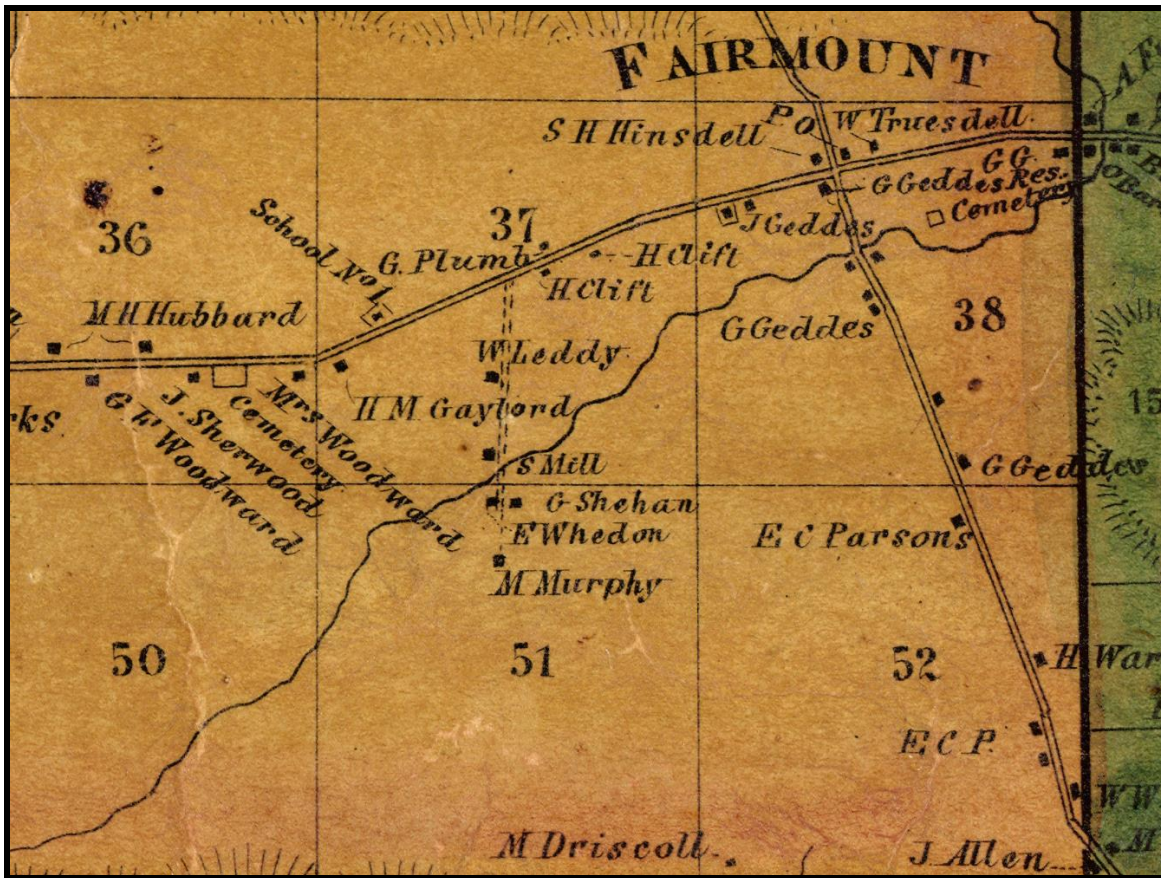 FAIRMOUNT
P O
W Truesdell
S H Hinsdell
G G.
Res.
G Geddes
Cemetery
J Geddes
36
37
School No 1
G. Plumb
H Clift
H Clift
38
M H Hubbard
G Geddes
W Leddy
15
H M Gaylord
G W Woodward
J. Sherwood
Cemetery
Mrs Woodward
S Mill
G Geddes
G Shehan
E Whedon
E C Parsons
M Murphy
50
51
52
E C P.
M Driscoll
J Allen